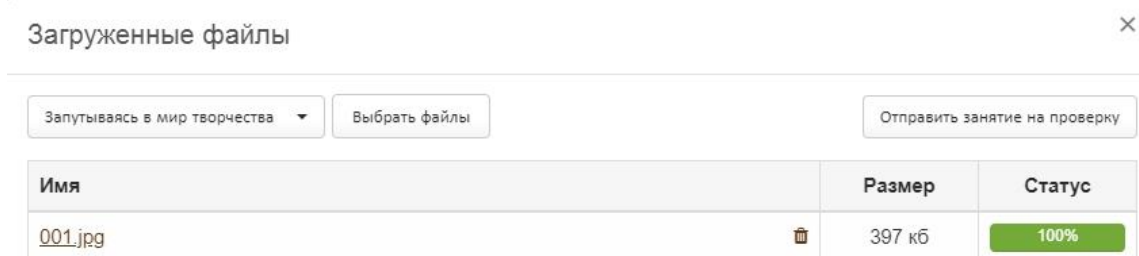 Загруженные файлы
Запутываясь в мир творчества Выбрать файлы Отправить занятие на проверку
Имя Размер Статус
001.jpg 397 кб 100%